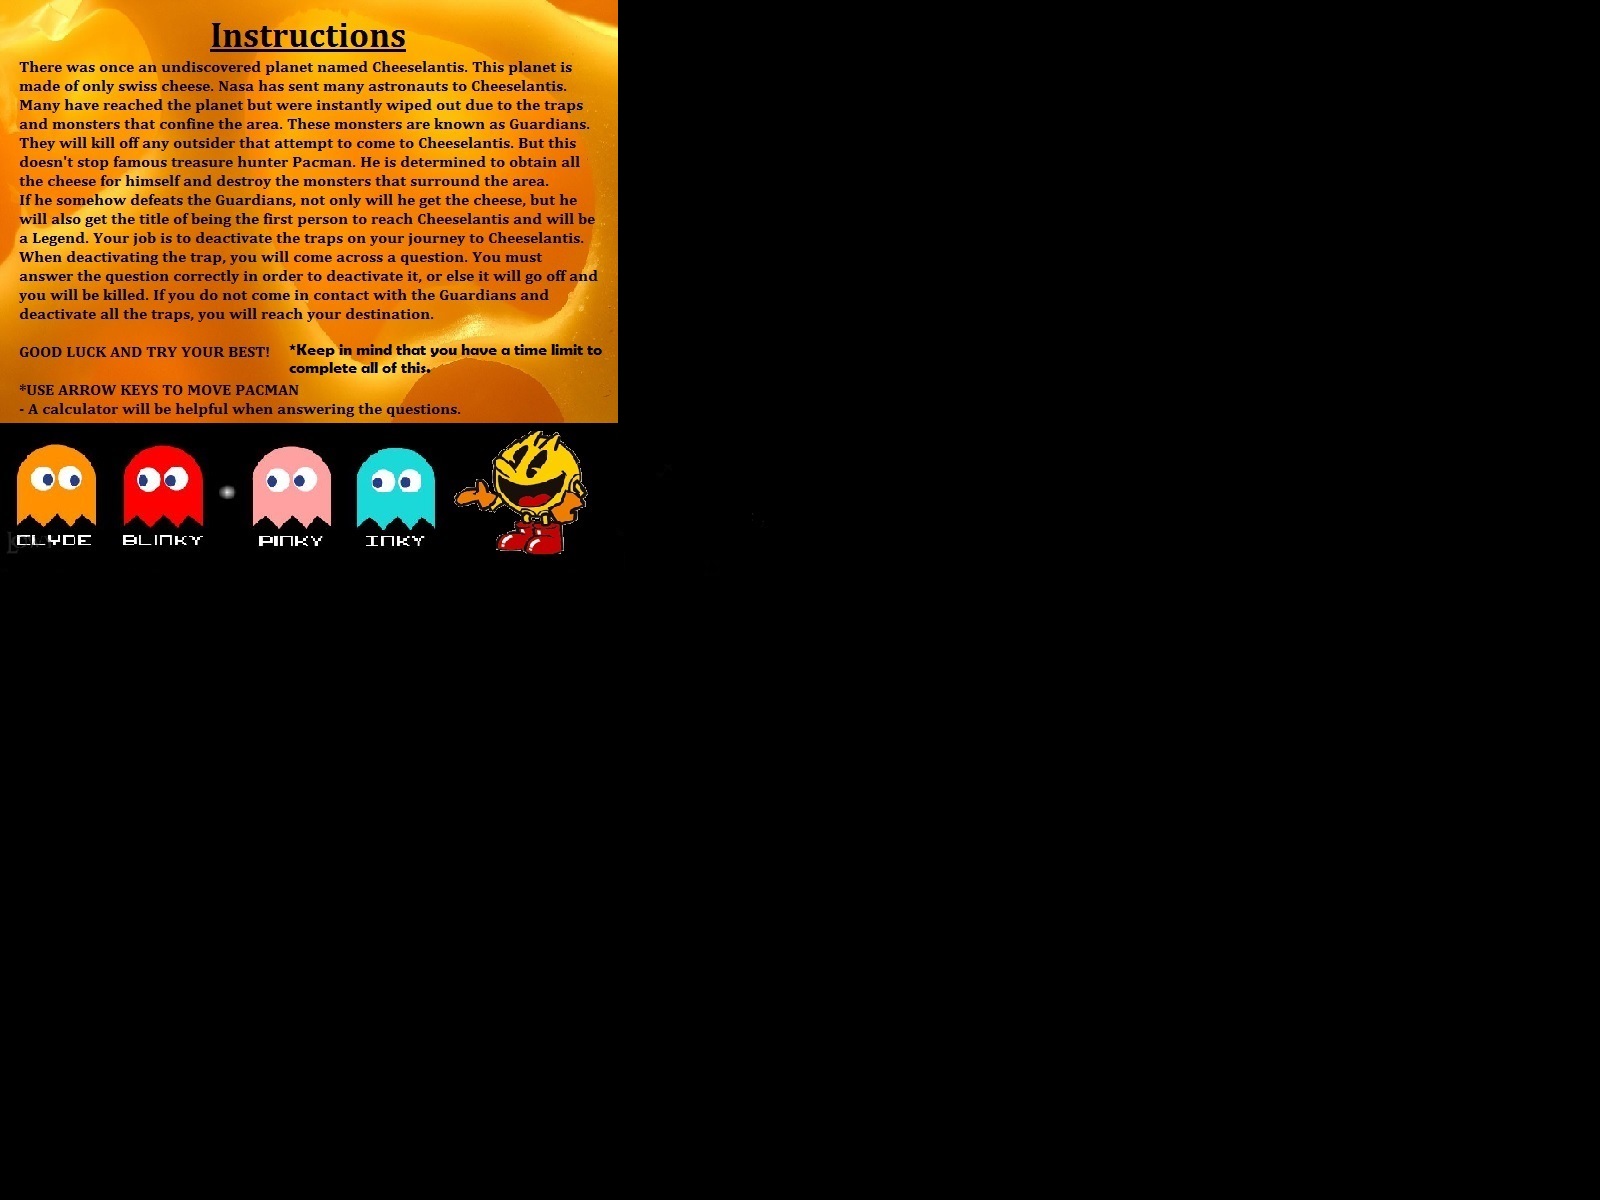 Instructions
There was once an undiscovered planet named Cheeselantis. This planet is
made of only swiss cheese. Nasa has sent many astronauts to Cheeselantis.
Many have reached the planet but were instantly wiped out due to the traps
and monsters that confine the area. These monsters are known as Guardians.
They will kill off any outsider that attempt to come to Cheeselantis. But this
doesn't stop famous treasure hunter Pacman. He is determined to obtain all
the cheese for himself and destroy the monsters that surround the area.
If he somehow defeats the Guardians, not only will he get the cheese, but he
will also get the title of being the first person to reach Cheeselantis and will be
a Legend. Your job is to deactivate the traps on your journey to Cheeselantis.
When deactivating the trap, you will come across a question. You must
answer the question correctly in order to deactivate it, or else it will go off and
you will be killed. If you do not come in contact with the Guardians and
deactivate all the traps, you will reach your destination.
GOOD LUCK AND TRY YOUR BEST!
*Keep in mind that you have a time limit to
complete all of this.
*USE ARROW KEYS TO MOVE PACMAN
- A calculator will be helpful when answering the questions.
CLYDE BLINKY PINKY INKY